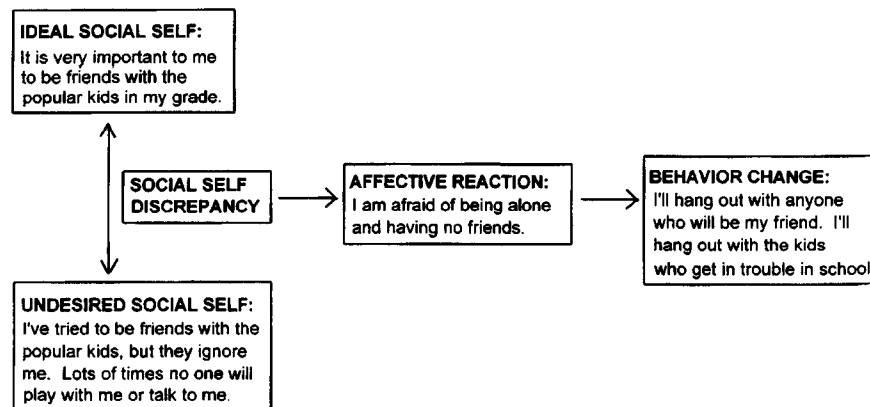 IDEAL SOCIAL SELF:
It is very important to me
to be friends with the
popular kids in my grade.
SOCIAL SELF
DISCREPANCY
AFFECTIVE REACTION:
I am afraid of being alone
and having no friends.
BEHAVIOR CHANGE:
I'll hang out with anyone
who will be my friend. I'll
hang out with the kids
who get in trouble in school
UNDESIRED SOCIAL SELF:
I've tried to be friends with the
popular kids, but they ignore
me. Lots of times no one will
play with me or talk to me.